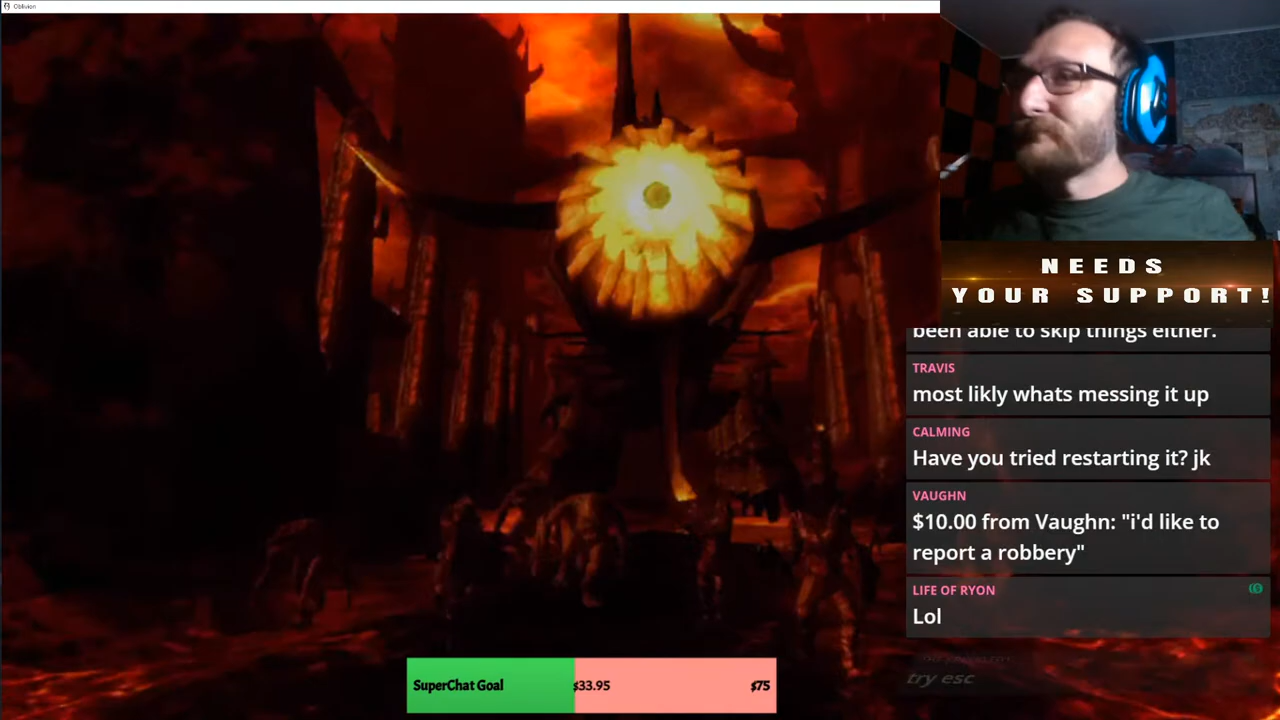 Oblivion
NEEDS
YOUR SUPPORT!
been able to skip things either.
TRAVIS
most likly whats messing it up
CALMING
Have you tried restarting it? jk
VAUGHN
$10.00 from Vaughn: "i'd like to
report a robbery"
LIFE OF RYON
Lol
try esc
SuperChat Goal
$33.95
$75